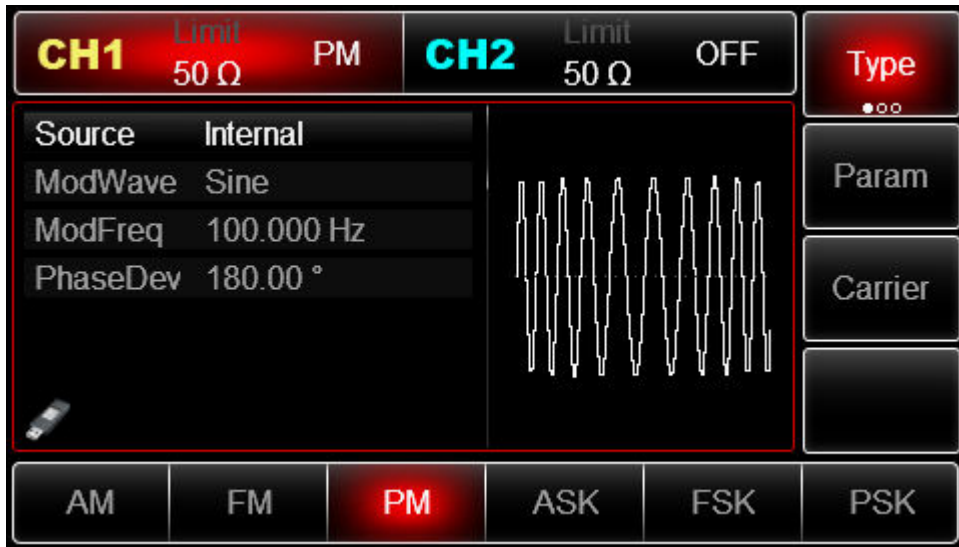 CH1 Limit 50 Ω PM CH2 Limit 50 Ω OFF
Type
Source Internal
ModWave Sine
ModFreq 100.000 Hz
PhaseDev 180.00 °
Param
Carrier
AM FM PM ASK FSK PSK